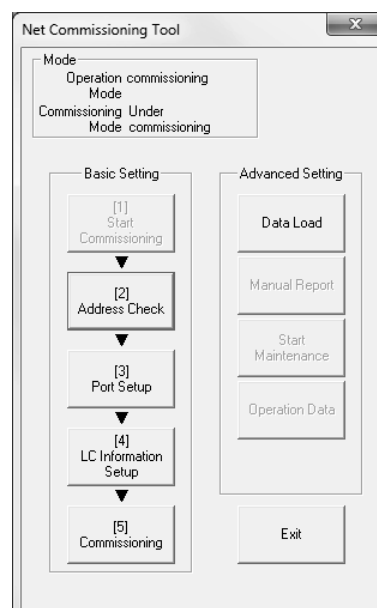 Net Commissioning Tool
Mode
Operation commissioning
Mode
Commissioning Under
Mode commissioning
Basic Setting
[1]
Start
Commissioning
[2]
Address Check
[3]
Port Setup
[4]
LC Information
Setup
[5]
Commissioning
Advanced Setting
Data Load
Manual Report
Start
Maintenance
Operation Data
Exit